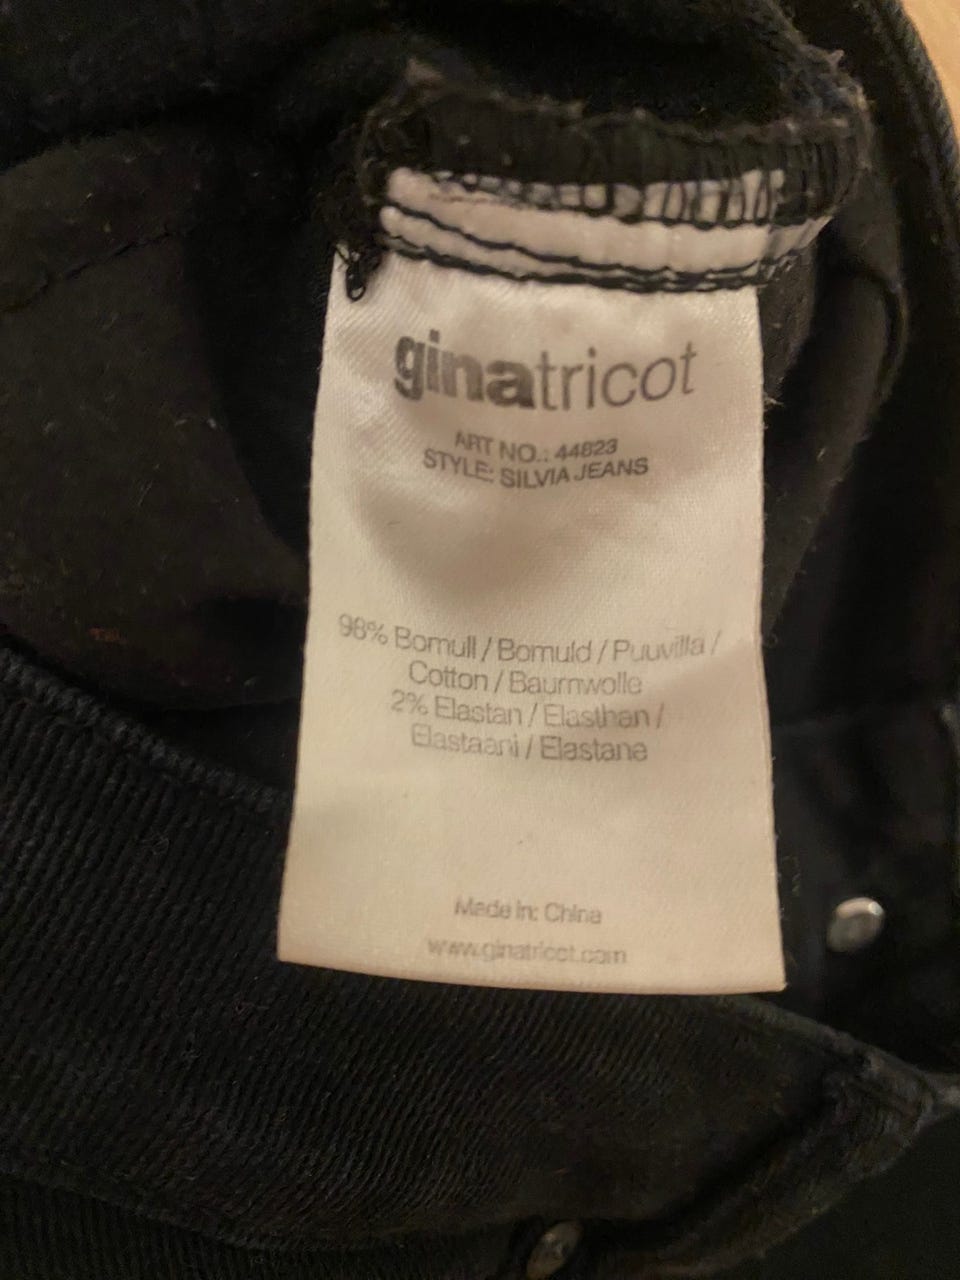 ginatricot
ART NO.: 44823
STYLE: SILVIA JEANS
98% Bomull / Bomuld / Puuvilla /
Cotton / Baumwolle
2% Elastan / Elasthan /
Elastaani / Elastane
Made in: China
www.ginatricot.com